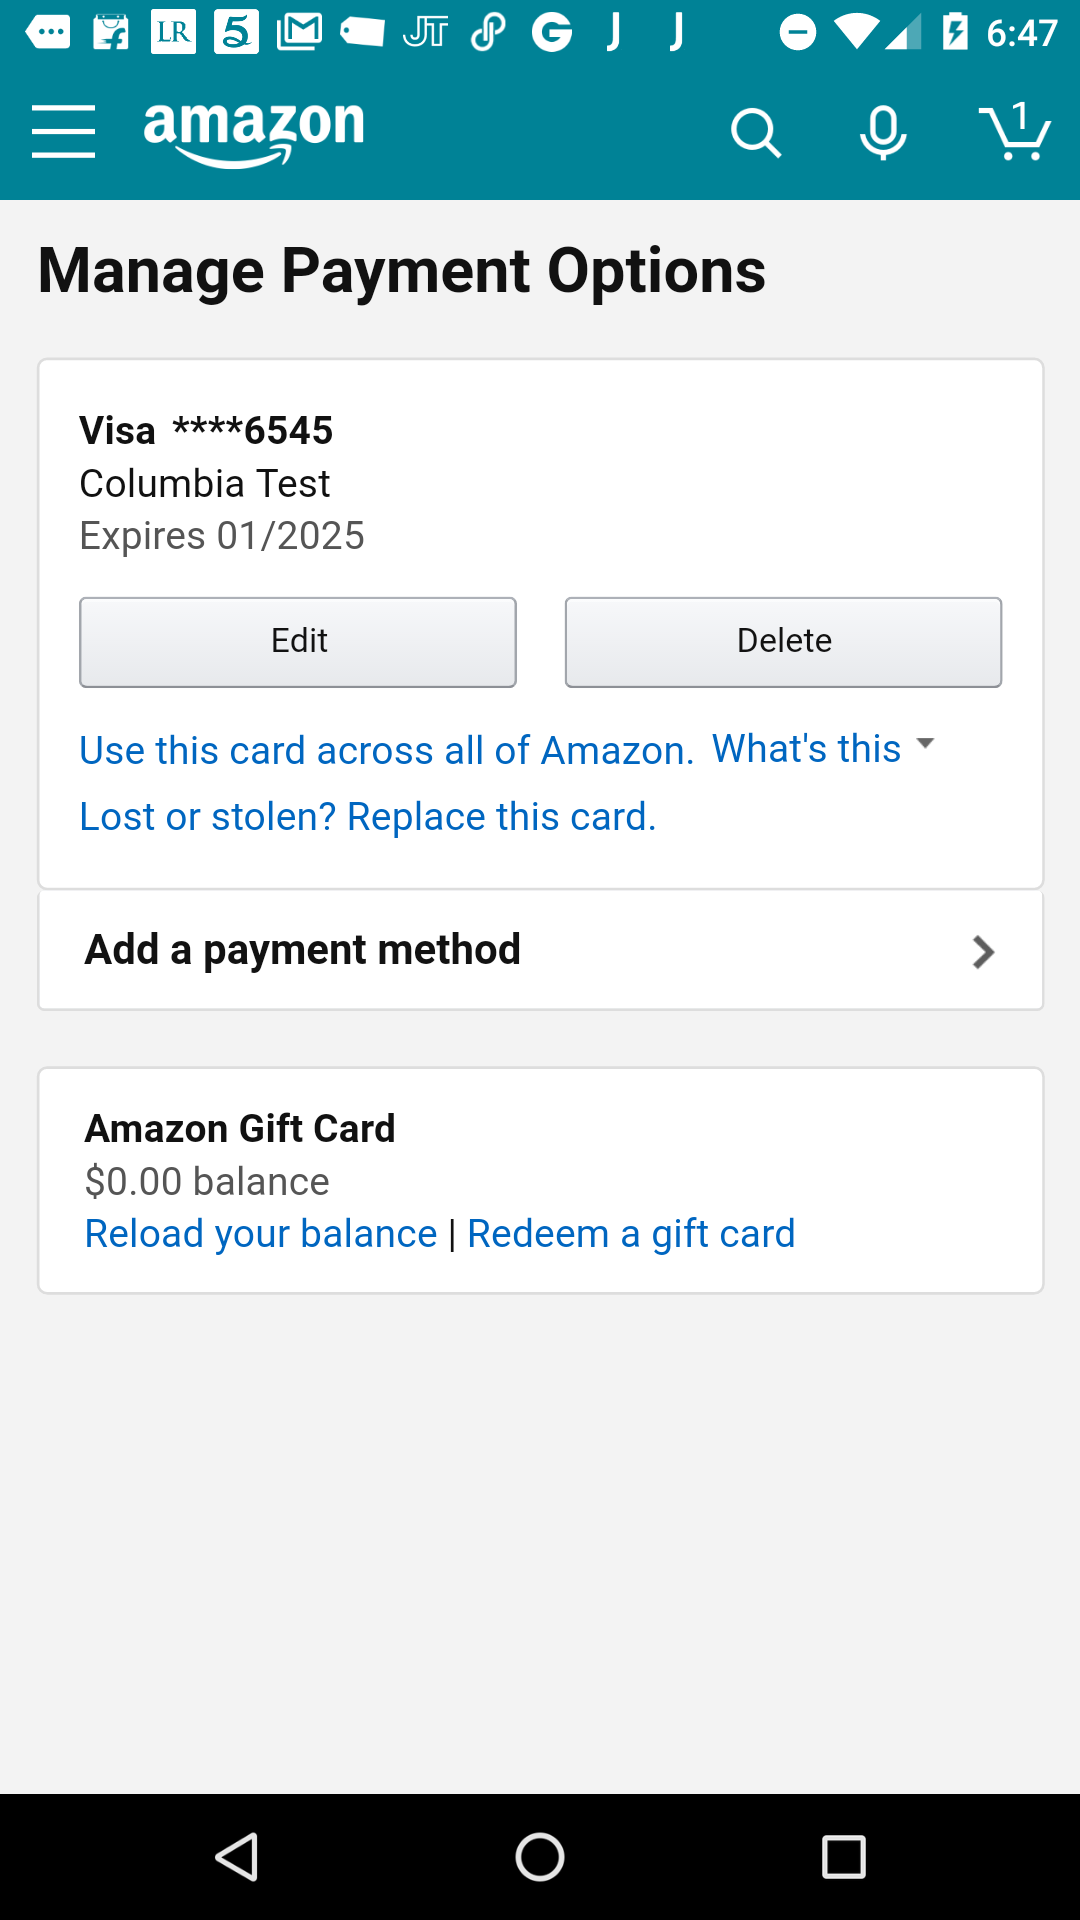 LR 5 JT G J J 6:47
amazon 1
Manage Payment Options
Visa ****6545
Columbia Test
Expires 01/2025
Edit Delete
Use this card across all of Amazon. What's this
Lost or stolen? Replace this card.
Add a payment method
Amazon Gift Card
$0.00 balance
Reload your balance | Redeem a gift card